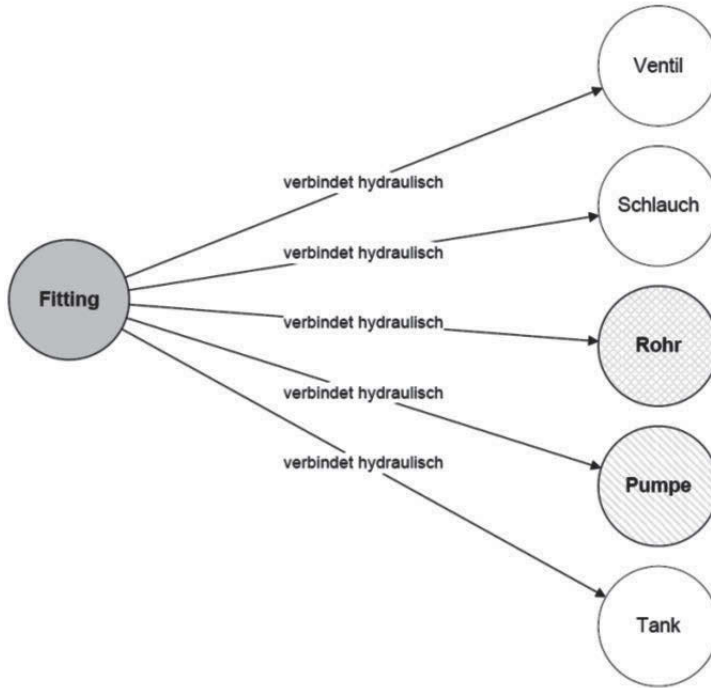 Ventil
verbindet hydraulisch
Schlauch
verbindet hydraulisch
Fitting
verbindet hydraulisch
Rohr
verbindet hydraulisch
Pumpe
verbindet hydraulisch
Tank